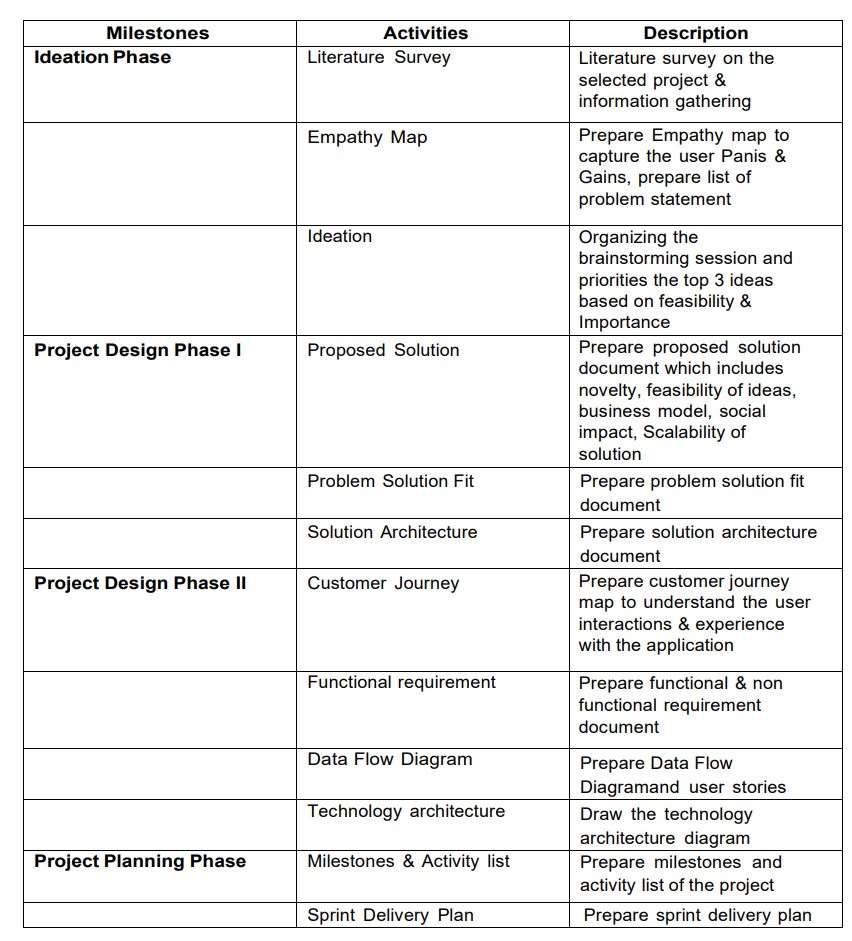 Milestones Activities Description
Ideation Phase Literature Survey Literature survey on the
selected project &
information gathering
Empathy Map Prepare Empathy map to
capture the user Panis &
Gains, prepare list of
problem statement
Ideation Organizing the
brainstorming session and
priorities the top 3 ideas
based on feasibility &
Importance
Project Design Phase I Proposed Solution Prepare proposed solution
document which includes
novelty, feasibility of ideas,
business model, social
impact, Scalability of
solution
Problem Solution Fit Prepare problem solution fit
document
Solution Architecture Prepare solution architecture
document
Project Design Phase II Customer Journey Prepare customer journey
map to understand the user
interactions & experience
with the application
Functional requirement Prepare functional & non
functional requirement
document
Data Flow Diagram Prepare Data Flow
Diagramand user stories
Technology architecture Draw the technology
architecture diagram
Project Planning Phase Milestones & Activity list Prepare milestones and
activity list of the project
Sprint Delivery Plan Prepare sprint delivery plan